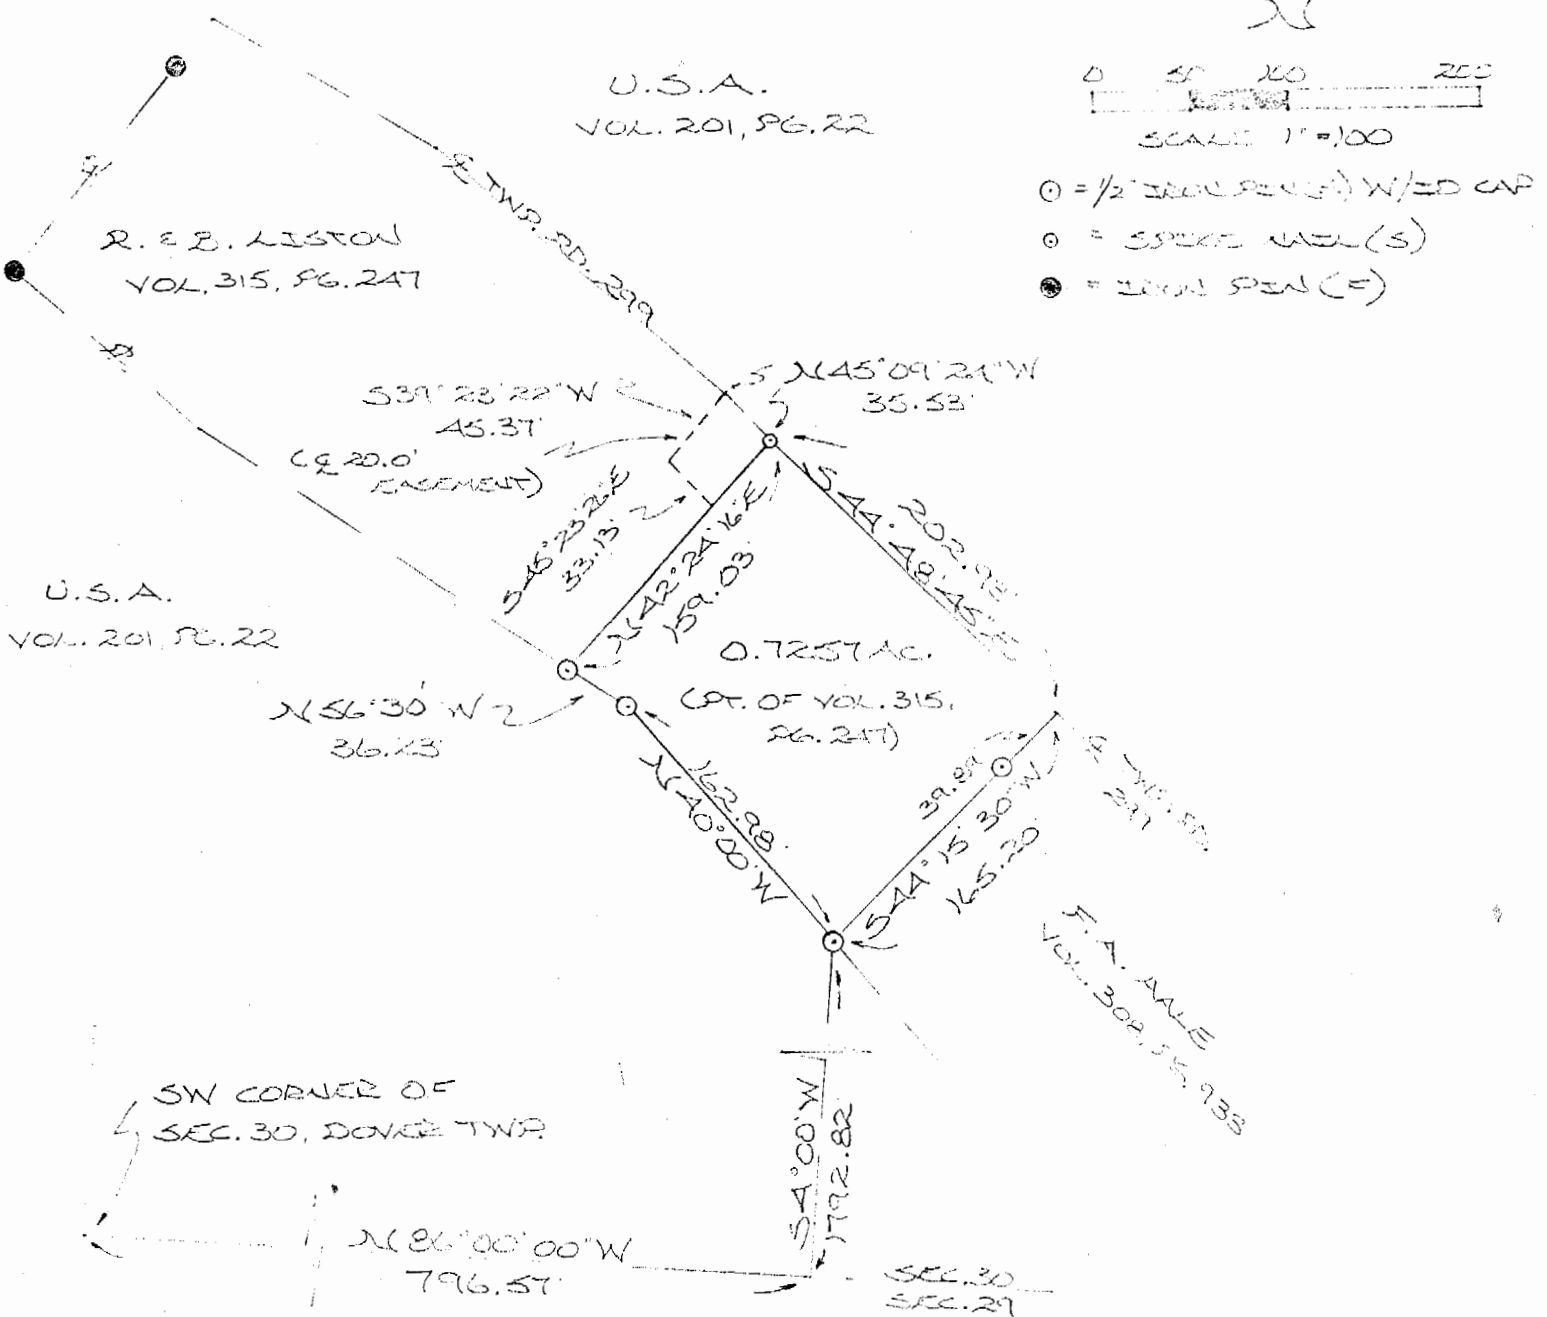 N
0 50 100 200
SCALE 1"=100
⊙ = 1/2" IRON PIN W/ID CAP
⊙ = SPIKE NAIL (S)
● = IRON PIN (F)
U.S.A.
VOL. 201, PG. 22
R. & B. LISTON
VOL. 315, PG. 247
℄ TWP. RD. 299
S39°23'22"W
45.37'
(℄ 20.0'
EASEMENT)
N45°09'24"W
35.53'
S45°23'26"E
33.13'
N42°24'16"E
159.03'
202.98'
S44°48'45"E
U.S.A.
VOL. 201, PG. 22
0.7257 AC.
(PT. OF VOL. 315,
PG. 247)
N56°30'W
36.23'
162.98'
N40°00'W
39.89
S44°15'30"W
165.20'
℄ TWP. RD.
F. A. AALE
VOL. 308, PG. 933
SW CORNER OF
SEC. 30, DOVER TWP.
S4°00'W
1792.82'
N86°00'00"W
796.57'
SEC. 30
SEC. 29